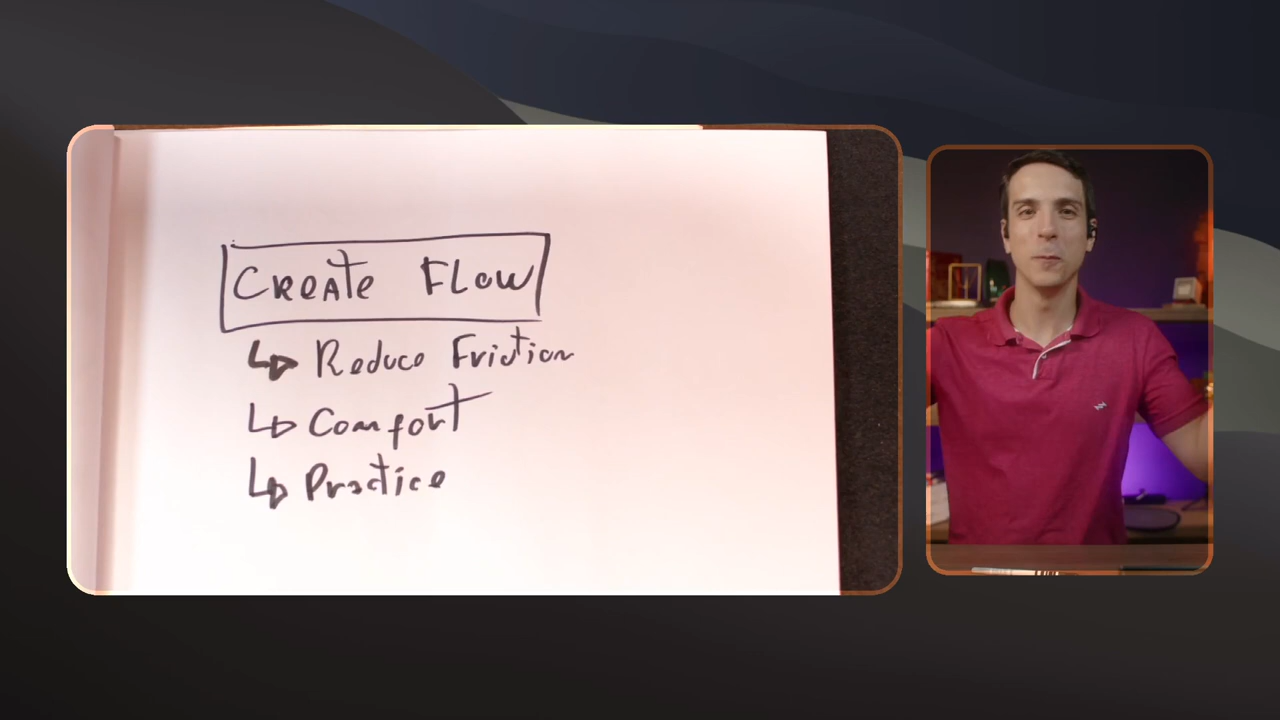 Create Flow
↳ Reduce Friction
↳ Comfort
↳ Practice